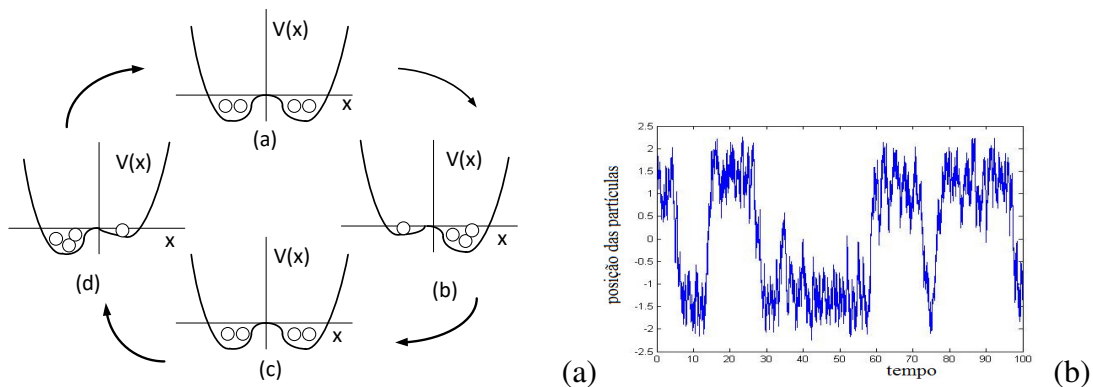 V(x)
x
(a)
V(x)
x
(d)
V(x)
x
(b)
V(x)
x
(c)
(a)
2.5
2
1.5
1
0.5
0
-0.5
-1
-1.5
-2
-2.5
0
10
20
30
40
50
60
70
80
90
100
posição das partículas
tempo
(b)